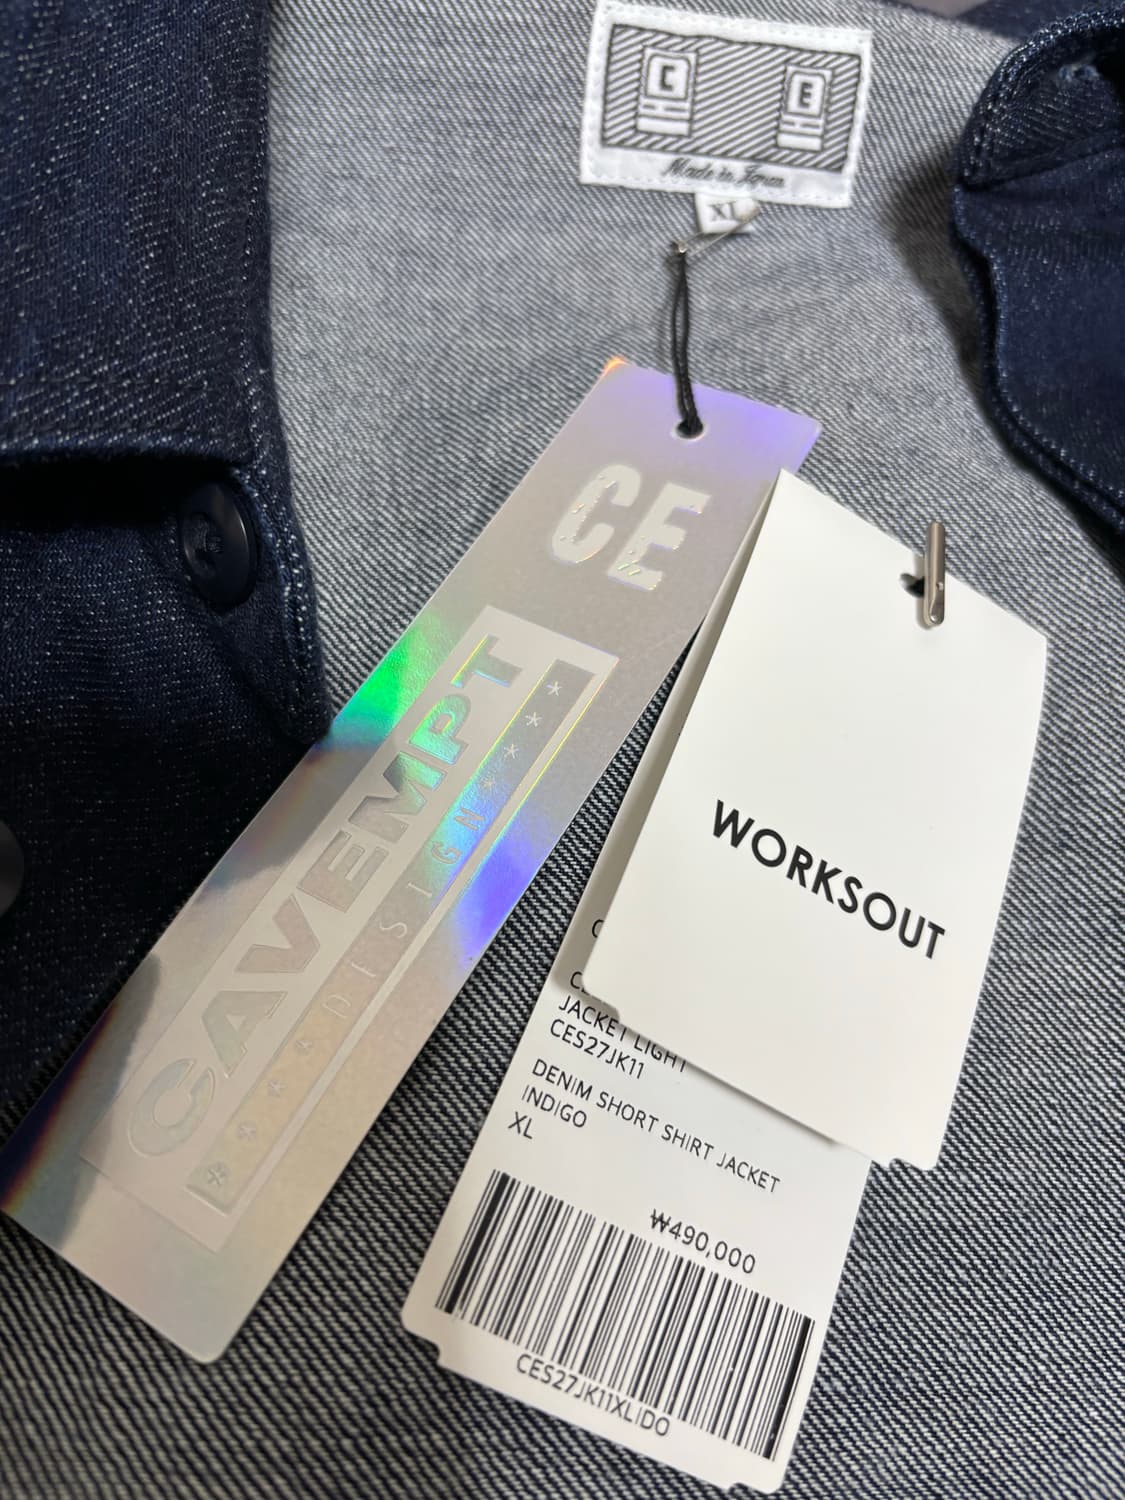 C E
Made in Japan
XL
CE
CAVEMPT
* * * * DESIGN * * * *
WORKSOUT
JACKET LIGHT
CES27JK11
DENIM SHORT SHIRT JACKET
INDIGO
XL
₩490,000
CES27JK11XLIDO